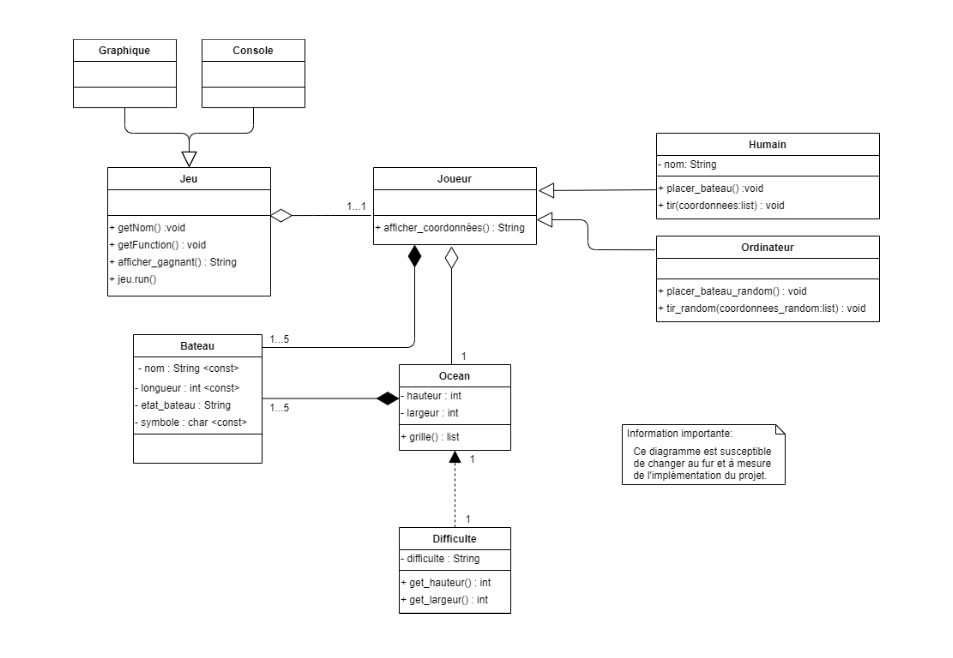 Graphique
Console
Jeu
+ getNom() :void
+ getFunction() : void
+ afficher_gagnant() : String
+ jeu.run()
1...1
Joueur
+ afficher_coordonnées() : String
Humain
- nom: String
+ placer_bateau() :void
+ tir(coordonnees:list) : void
Ordinateur
+ placer_bateau_random() : void
+ tir_random(coordonnees_random:list) : void
1...5
Bateau
- nom : String <const>
- longueur : int <const>
- etat_bateau : String
- symbole : char <const>
1...5
1
Ocean
- hauteur : int
- largeur : int
+ grille() : list
1
1
Difficulte
- difficulte : String
+ get_hauteur() : int
+ get_largeur() : int
Information importante:
Ce diagramme est susceptible
de changer au fur et à mesure
de l'implémentation du projet.